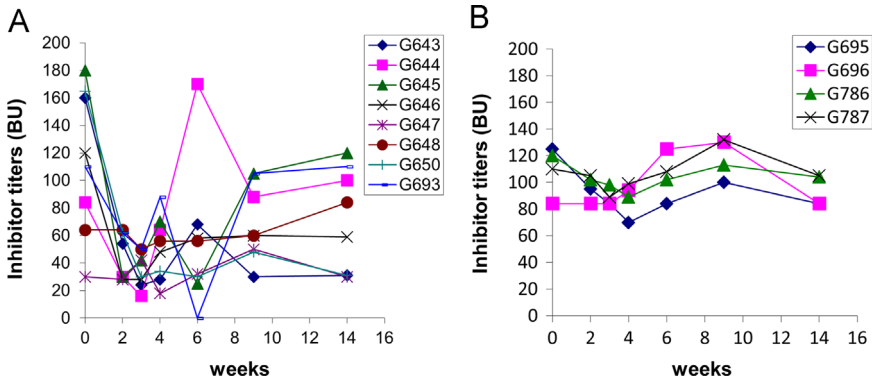 A
Inhibitor titers (BU)
200
180
160
140
120
100
80
60
40
20
0
0 2 4 6 8 10 12 14 16
weeks
G643
G644
G645
G646
G647
G648
G650
G693
B
Inhibitor titers (BU)
200
180
160
140
120
100
80
60
40
20
0
0 2 4 6 8 10 12 14 16
weeks
G695
G696
G786
G787